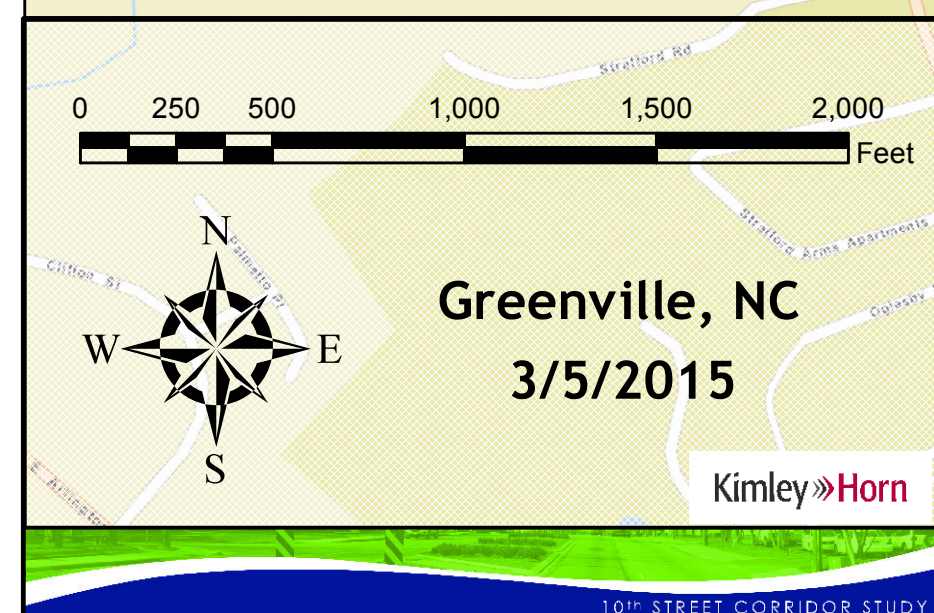 Stratford Rd
0 250 500 1,000 1,500 2,000
Feet
Stratford Arms Apartments
N
Palmetto Pl
Clifton St
Oglesby
W E
Greenville, NC
3/5/2015
S
E Arlington
Kimley»Horn
10th STREET CORRIDOR STUDY